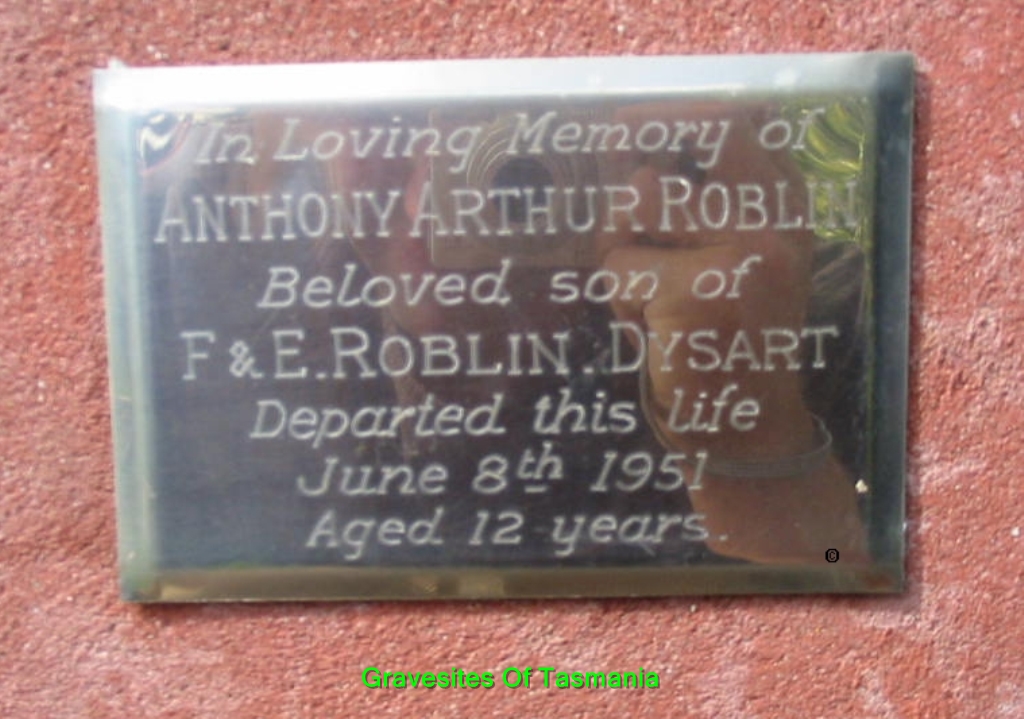 In Loving Memory of
ANTHONY ARTHUR ROBLIN
Beloved son of
F & E. ROBLIN. DYSART
Departed this life
June 8th 1951
Aged 12 years.
©
Gravesites Of Tasmania